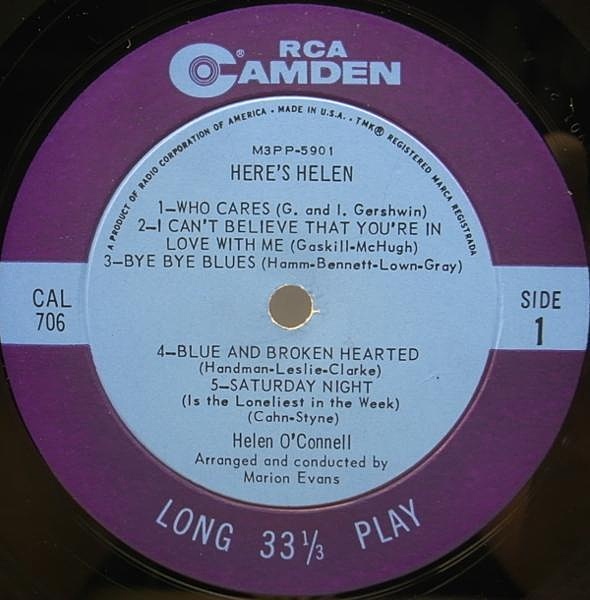 RCA
CAMDEN®
A PRODUCT OF RADIO CORPORATION OF AMERICA • MADE IN U.S.A. • TMK® REGISTERED MARCA REGISTRADA
M3PP-5901
HERE'S HELEN
1—WHO CARES (G. and I. Gershwin)
2—I CAN'T BELIEVE THAT YOU'RE IN
LOVE WITH ME (Gaskill-McHugh)
3—BYE BYE BLUES (Hamm-Bennett-Lown-Gray)
CAL
706
SIDE
1
4—BLUE AND BROKEN HEARTED
(Handman-Leslie-Clarke)
5—SATURDAY NIGHT
(Is the Loneliest in the Week)
(Cahn-Styne)
Helen O'Connell
Arranged and conducted by
Marion Evans
LONG 33⅓ PLAY